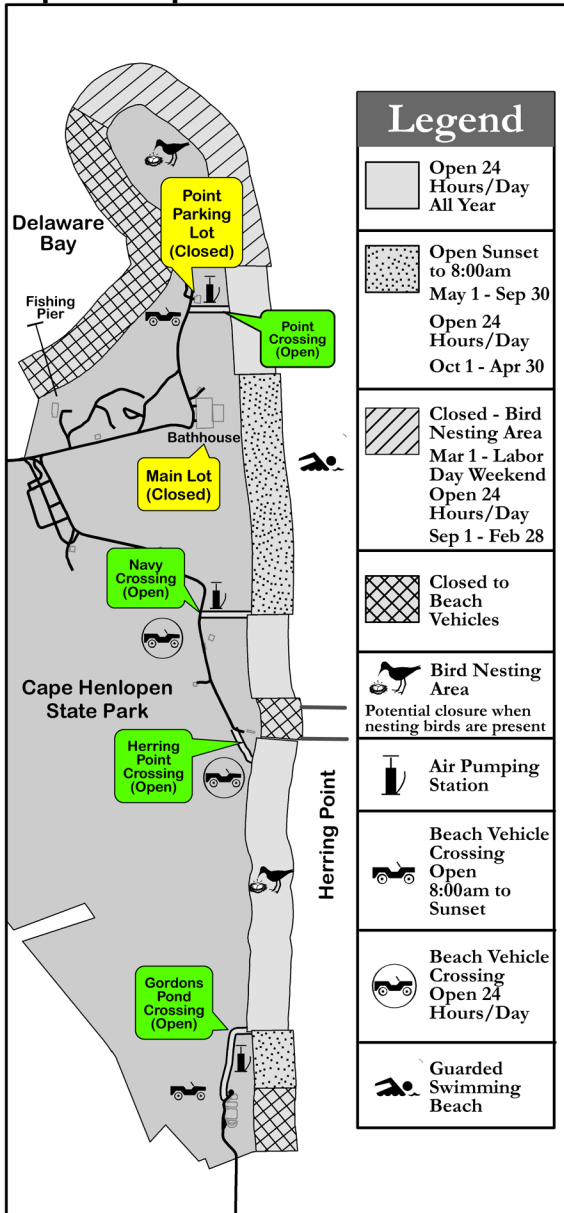 Delaware
Bay
Fishing
Pier
Point
Parking
Lot
(Closed)
Point
Crossing
(Open)
Bathhouse
Main Lot
(Closed)
Navy
Crossing
(Open)
Cape Henlopen
State Park
Herring
Point
Crossing
(Open)
Herring Point
Gordons
Pond
Crossing
(Open)
Legend
Open 24
Hours/Day
All Year
Open Sunset
to 8:00am
May 1 - Sep 30
Open 24
Hours/Day
Oct 1 - Apr 30
Closed - Bird
Nesting Area
Mar 1 - Labor
Day Weekend
Open 24
Hours/Day
Sep 1 - Feb 28
Closed to
Beach
Vehicles
Bird Nesting
Area
Potential closure when
nesting birds are present
Air Pumping
Station
Beach Vehicle
Crossing
Open
8:00am to
Sunset
Beach Vehicle
Crossing
Open 24
Hours/Day
Guarded
Swimming
Beach